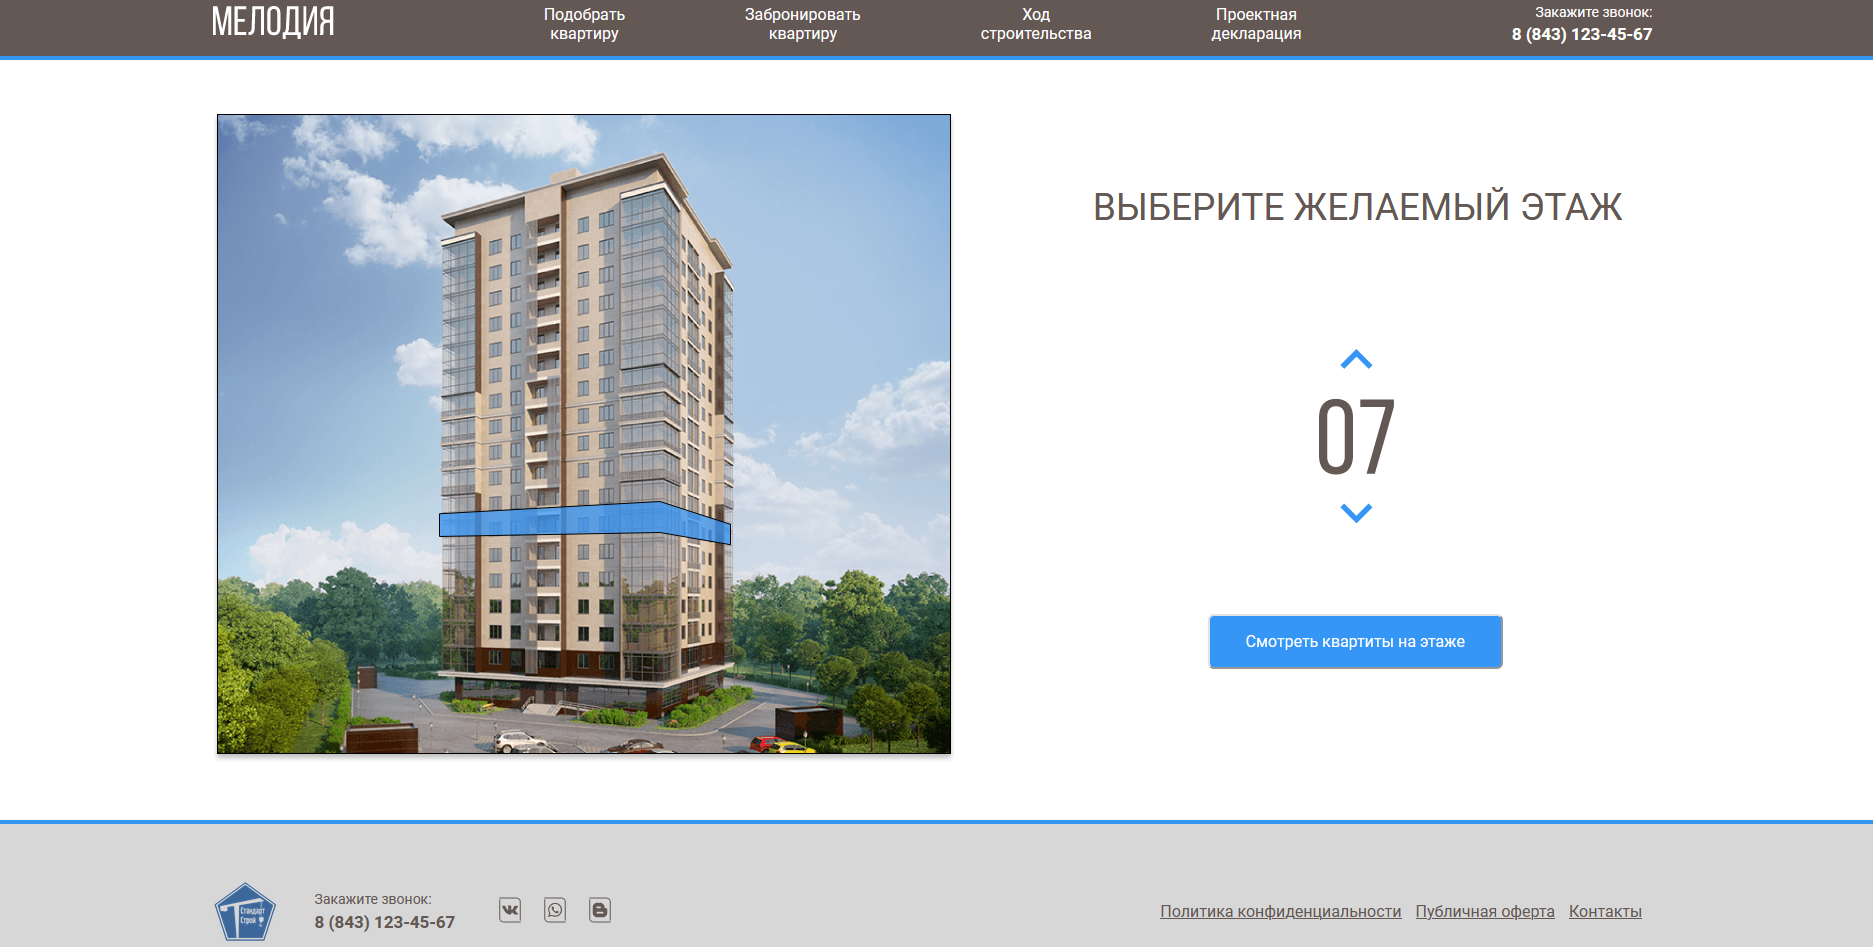 МЕЛОДИЯ
Подобрать
квартиру
Забронировать
квартиру
Ход
строительства
Проектная
декларация
Закажите звонок:
8 (843) 123-45-67
ВЫБЕРИТЕ ЖЕЛАЕМЫЙ ЭТАЖ
07
Смотреть квартиты на этаже
Стандарт
Строй
Закажите звонок:
8 (843) 123-45-67
Политика конфиденциальности Публичная оферта Контакты